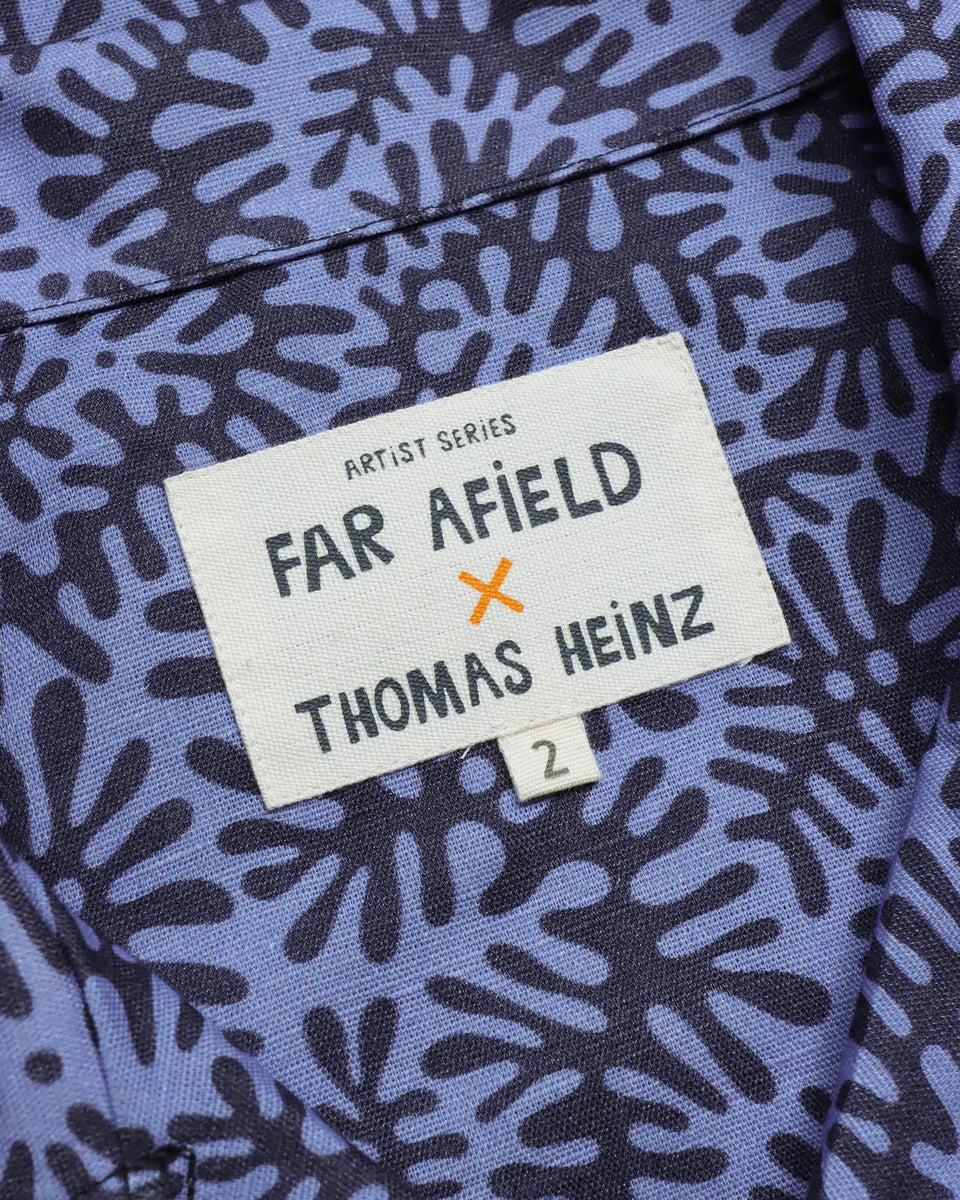 ARTiST SERiES
FAR AFiELD
×
THOMAS HEiNZ
2